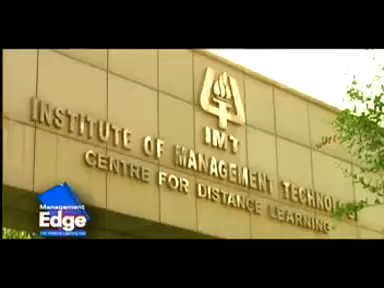 IMT
INSTITUTE OF MANAGEMENT TECHNOLOGY
CENTRE FOR DISTANCE LEARNING
Management
Edge